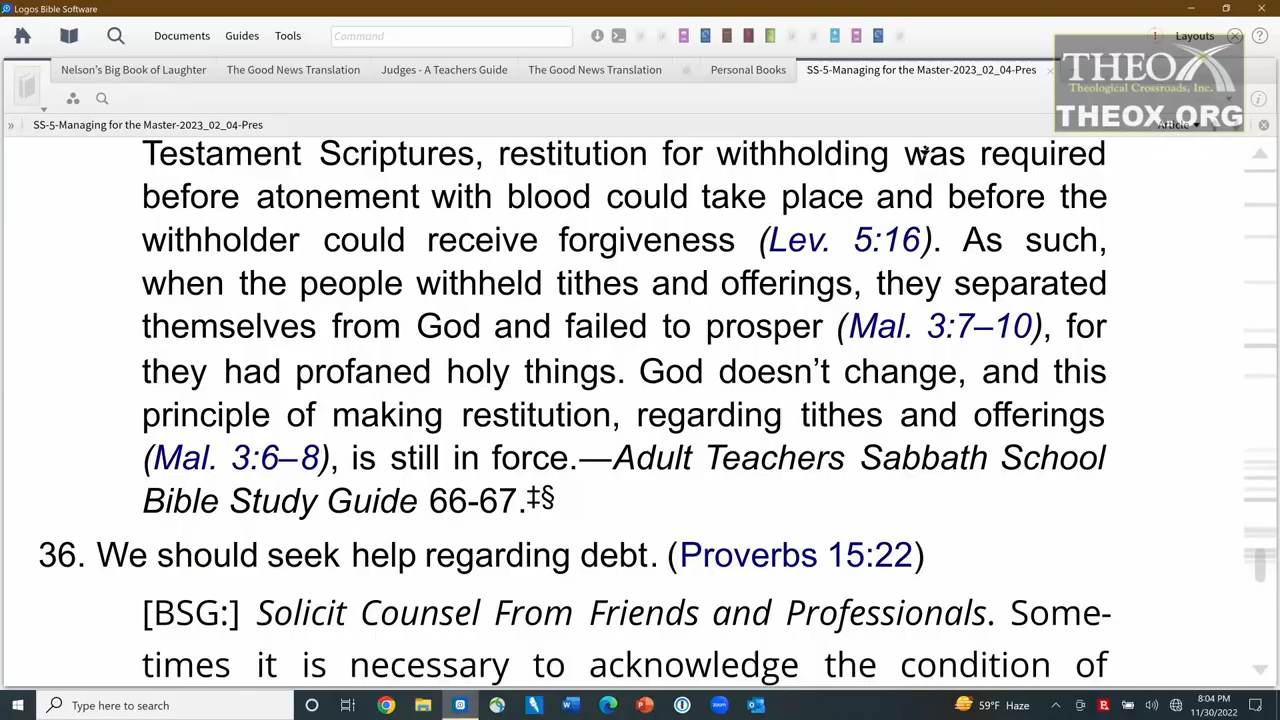 Logos Bible Software
Documents Guides Tools Command Layouts
Nelson's Big Book of Laughter The Good News Translation Judges - A Teachers Guide The Good News Translation Personal Books SS-5-Managing for the Master-2023_02_04-Pres
THEOX
Theological Crossroads, Inc.
THEOX.ORG
SS-5-Managing for the Master-2023_02_04-Pres Article
Testament Scriptures, restitution for withholding was required
before atonement with blood could take place and before the
withholder could receive forgiveness (Lev. 5:16). As such,
when the people withheld tithes and offerings, they separated
themselves from God and failed to prosper (Mal. 3:7–10), for
they had profaned holy things. God doesn't change, and this
principle of making restitution, regarding tithes and offerings
(Mal. 3:6–8), is still in force.—Adult Teachers Sabbath School
Bible Study Guide 66-67.‡§
36. We should seek help regarding debt. (Proverbs 15:22)
[BSG:] Solicit Counsel From Friends and Professionals. Some-
times it is necessary to acknowledge the condition of
Type here to search 59°F Haze 8:04 PM
11/30/2022